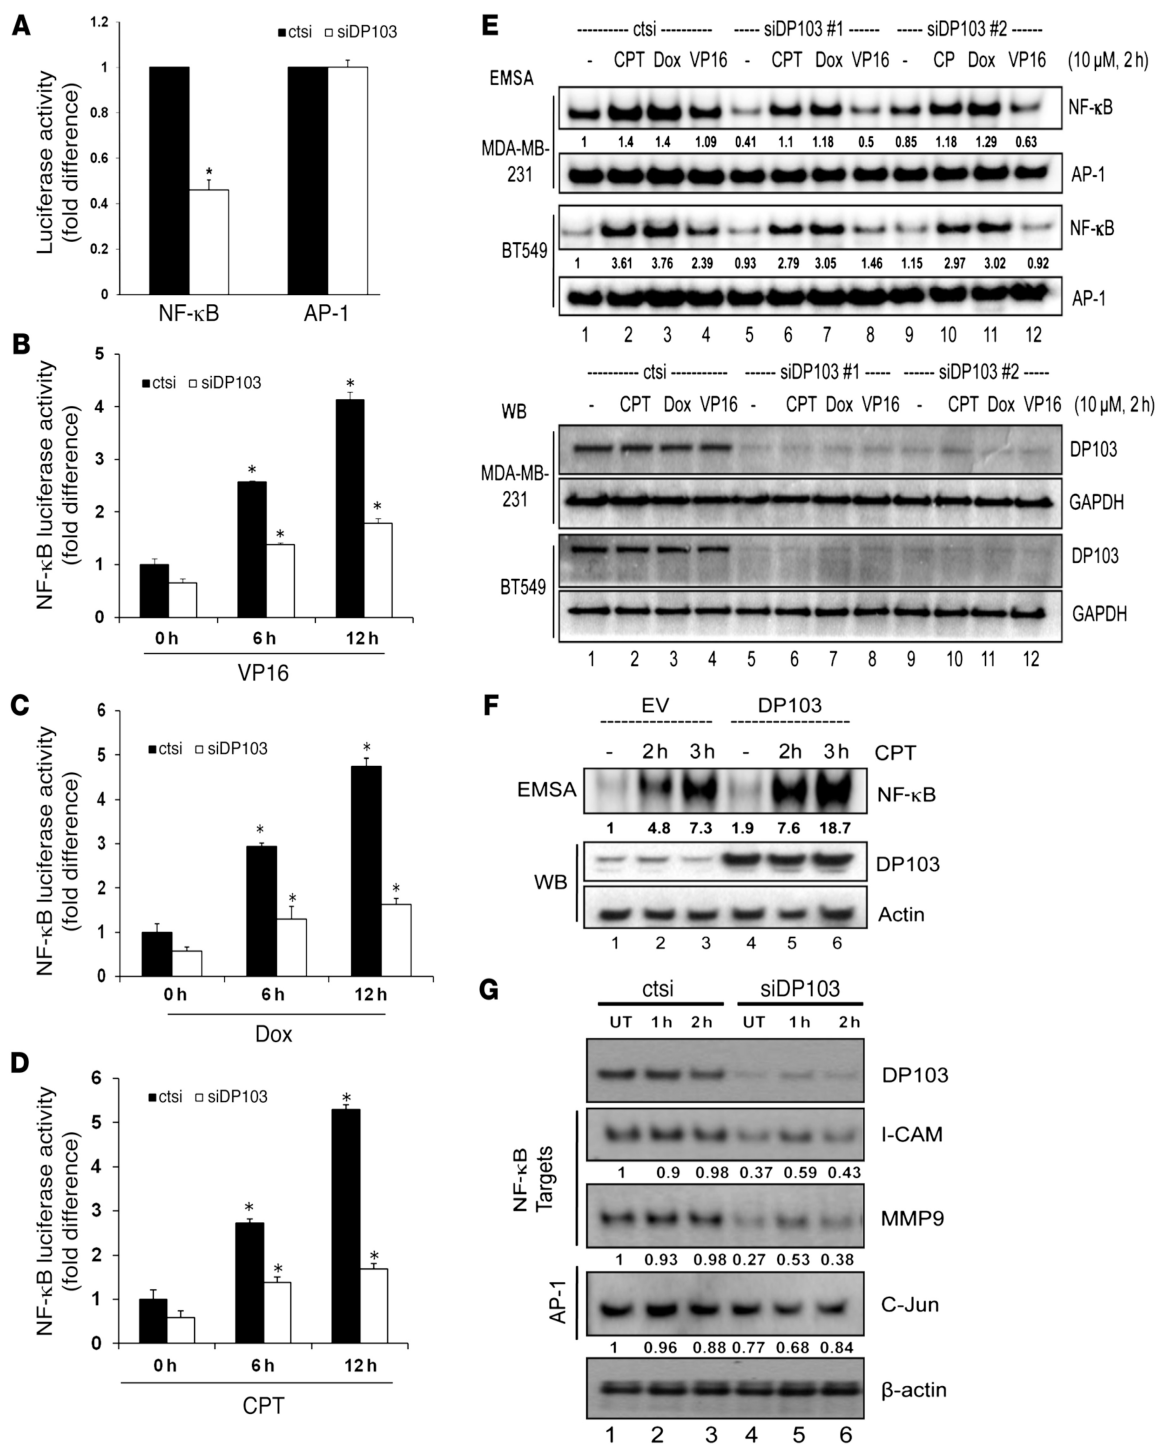 A
Luciferase activity
(fold difference)
1.2
1
0.8
0.6
0.4
0.2
0
ctsi siDP103
*
NF-κB AP-1
B
NF-κB luciferase activity
(fold difference)
5
4
3
2
1
0
ctsi siDP103
* * * *
0 h 6 h 12 h
VP16
C
NF-κB luciferase activity
(fold difference)
6
5
4
3
2
1
0
ctsi siDP103
* * * *
0 h 6 h 12 h
Dox
D
NF-κB luciferase activity
(fold difference)
6
5
4
3
2
1
0
ctsi siDP103
* * * *
0 h 6 h 12 h
CPT
E
ctsi siDP103 #1 siDP103 #2
EMSA
- CPT Dox VP16 - CPT Dox VP16 - CP Dox VP16 (10 µM, 2 h)
NF-κB
1 1.4 1.4 1.09 0.41 1.1 1.18 0.5 0.85 1.18 1.29 0.63
MDA-MB-
231
AP-1
NF-κB
BT549
1 3.61 3.76 2.39 0.93 2.79 3.05 1.46 1.15 2.97 3.02 0.92
AP-1
1 2 3 4 5 6 7 8 9 10 11 12
ctsi siDP103 #1 siDP103 #2
WB
- CPT Dox VP16 - CPT Dox VP16 - CPT Dox VP16 (10 µM, 2 h)
DP103
MDA-MB-
231
GAPDH
DP103
BT549
GAPDH
1 2 3 4 5 6 7 8 9 10 11 12
F
EV DP103
- 2 h 3 h - 2h 3 h CPT
EMSA
NF-κB
1 4.8 7.3 1.9 7.6 18.7
WB
DP103
Actin
1 2 3 4 5 6
G
ctsi siDP103
UT 1 h 2 h UT 1 h 2 h
DP103
NF-κB
Targets
I-CAM
1 0.9 0.98 0.37 0.59 0.43
MMP9
1 0.93 0.98 0.27 0.53 0.38
AP-1
C-Jun
1 0.96 0.88 0.77 0.68 0.84
β-actin
1 2 3 4 5 6